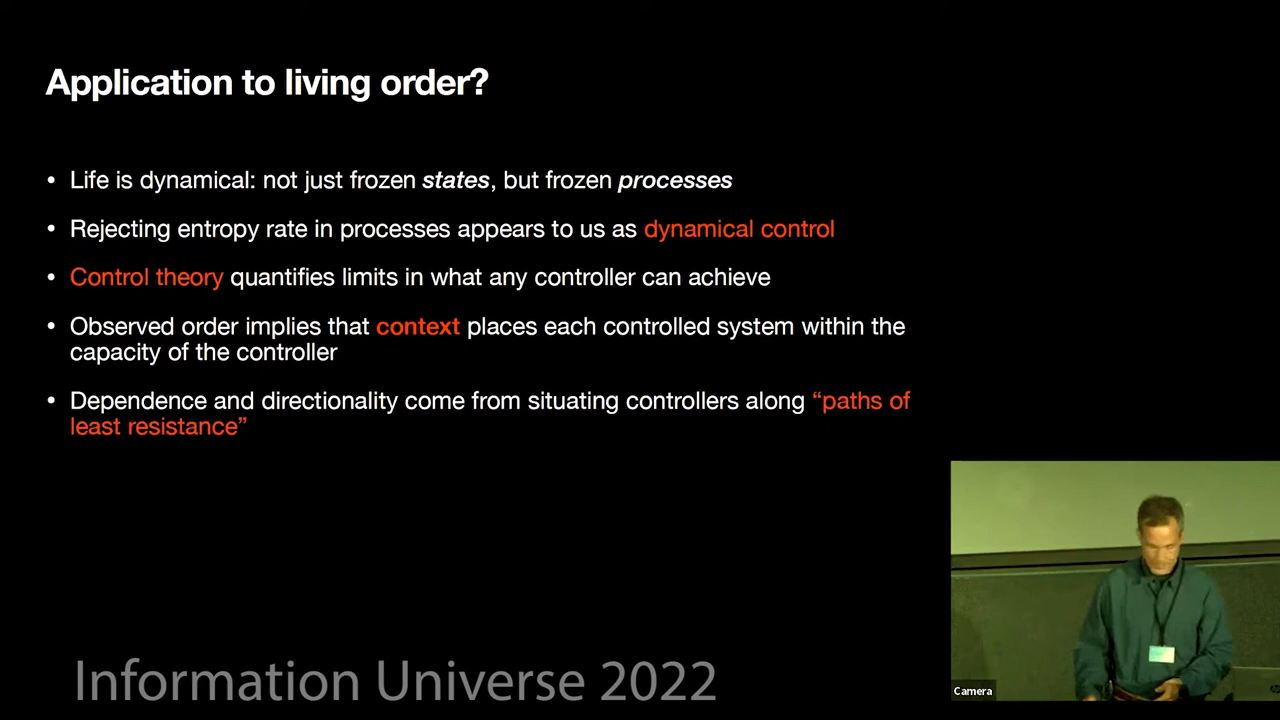 Application to living order?
• Life is dynamical: not just frozen states, but frozen processes
• Rejecting entropy rate in processes appears to us as dynamical control
• Control theory quantifies limits in what any controller can achieve
• Observed order implies that context places each controlled system within the
capacity of the controller
• Dependence and directionality come from situating controllers along “paths of
least resistance”
Camera
Information Universe 2022